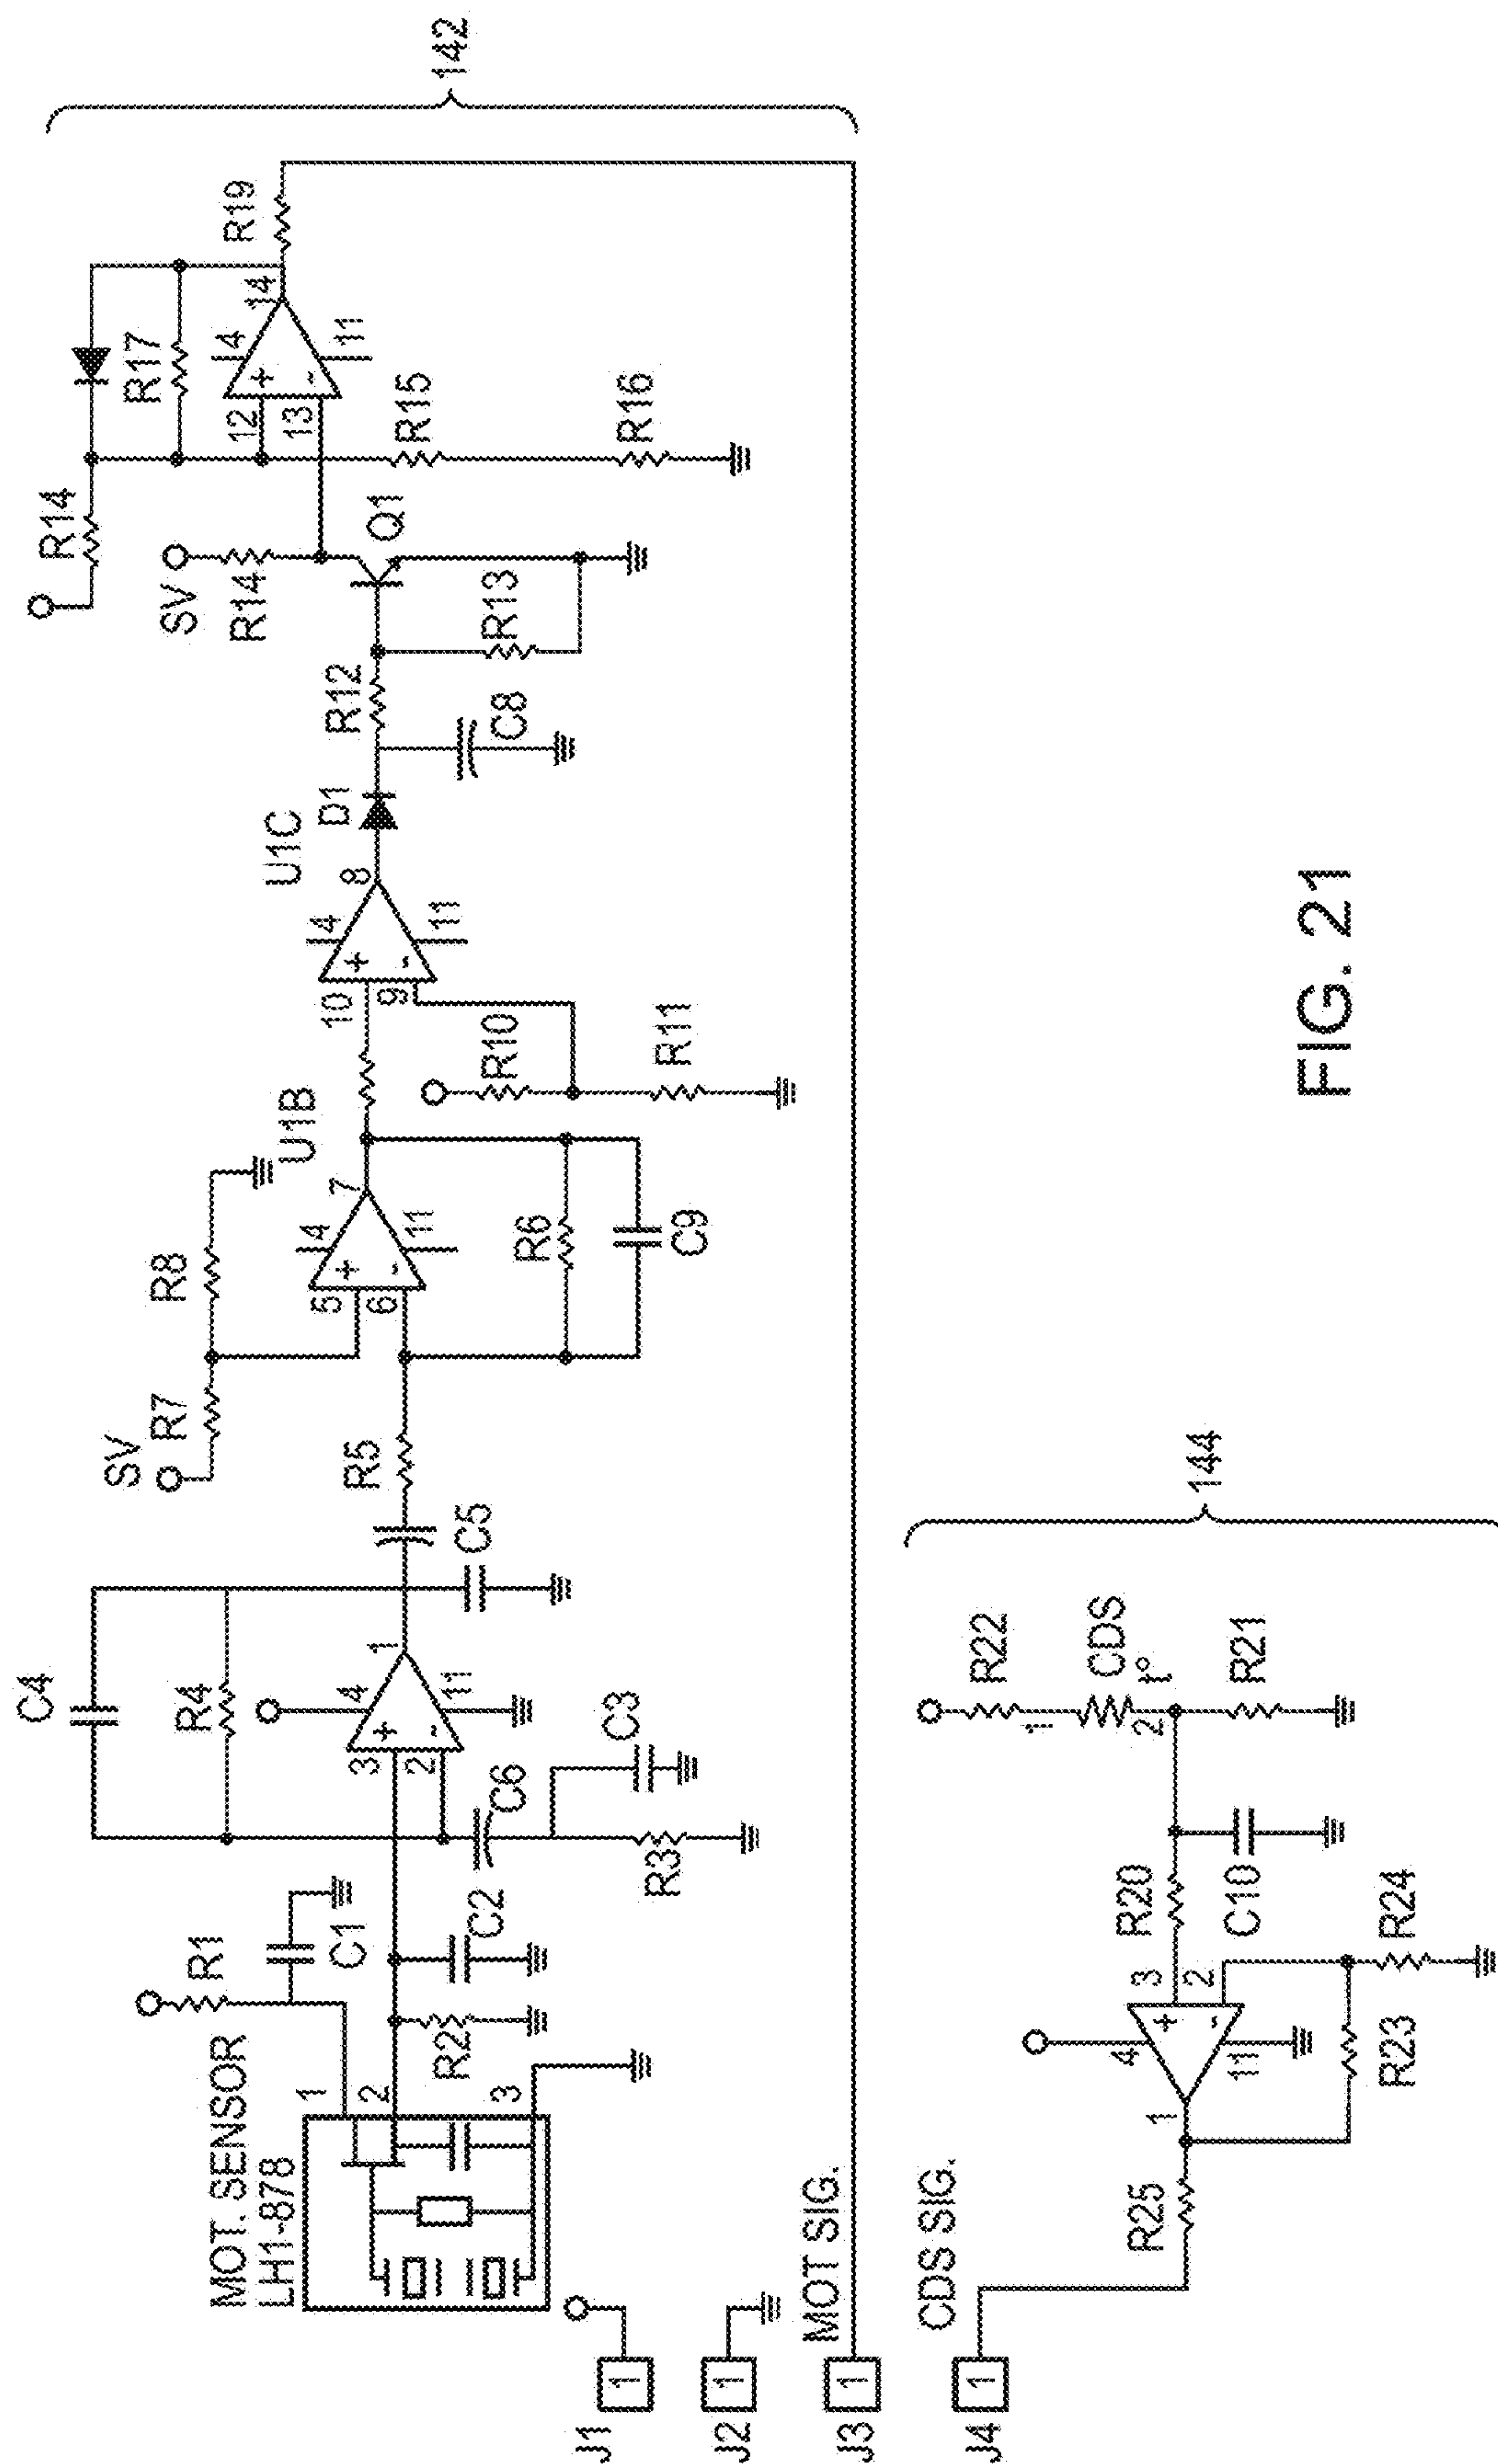 MOT. SENSOR
LH1-878
1
2
3
R1
C1
R2
C2
C4
R4
3
2
4
11
1
C6
C3
R3
C5
R5
SV
R7
R8
5
6
4
11
7
U1B
R6
C9
10
9
4
11
8
U1C
R10
R11
D1
C8
R12
R13
Q1
SV
R14
R14
R17
12
13
4
11
14
R15
R16
R19
142
J1
1
J2
1
J3
1
MOT SIG.
J4
1
CDS SIG.
R25
1
4
11
3
2
R23
R24
R20
C10
R22
1
CDS
2
t°
R21
144
FIG. 21